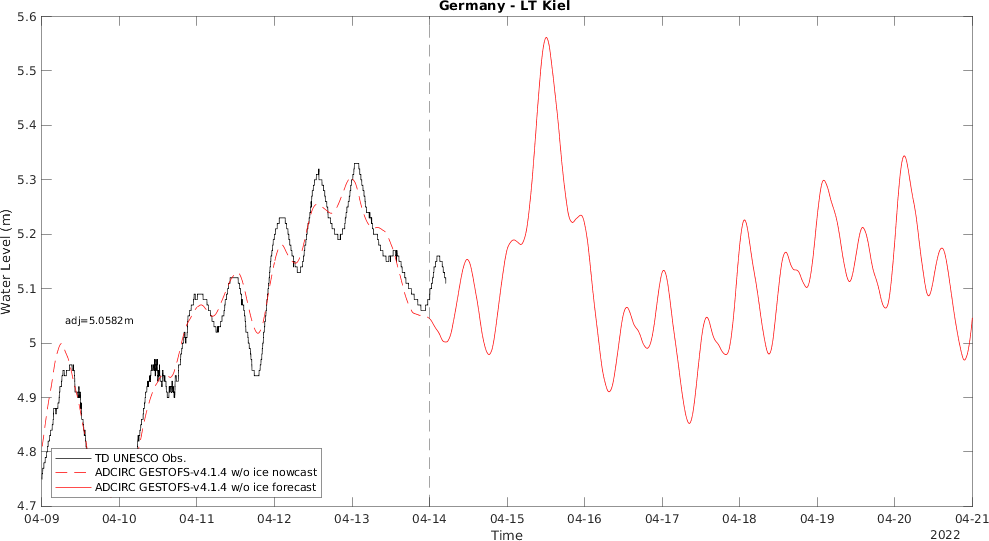 Germany - LT Kiel
Water Level (m)
5.6
5.5
5.4
5.3
5.2
5.1
5
4.9
4.8
4.7
adj=5.0582m
TD UNESCO Obs.
ADCIRC GESTOFS-v4.1.4 w/o ice nowcast
ADCIRC GESTOFS-v4.1.4 w/o ice forecast
04-09 04-10 04-11 04-12 04-13 04-14 04-15 04-16 04-17 04-18 04-19 04-20 04-21
Time
2022